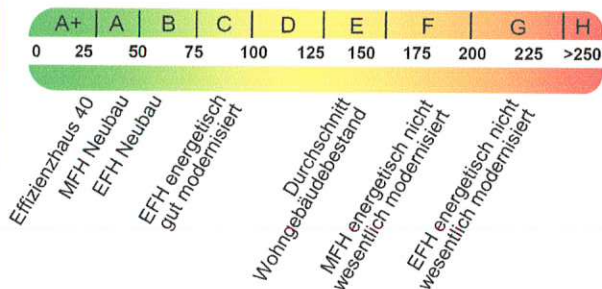 A+ A B C D E F G H
0 25 50 75 100 125 150 175 200 225 >250
Effizienzhaus 40
MFH Neubau
EFH Neubau
EFH energetisch
gut modernisiert
Durchschnitt
Wohngebäudebestand
MFH energetisch nicht
wesentlich modernisiert
EFH energetisch nicht
wesentlich modernisiert